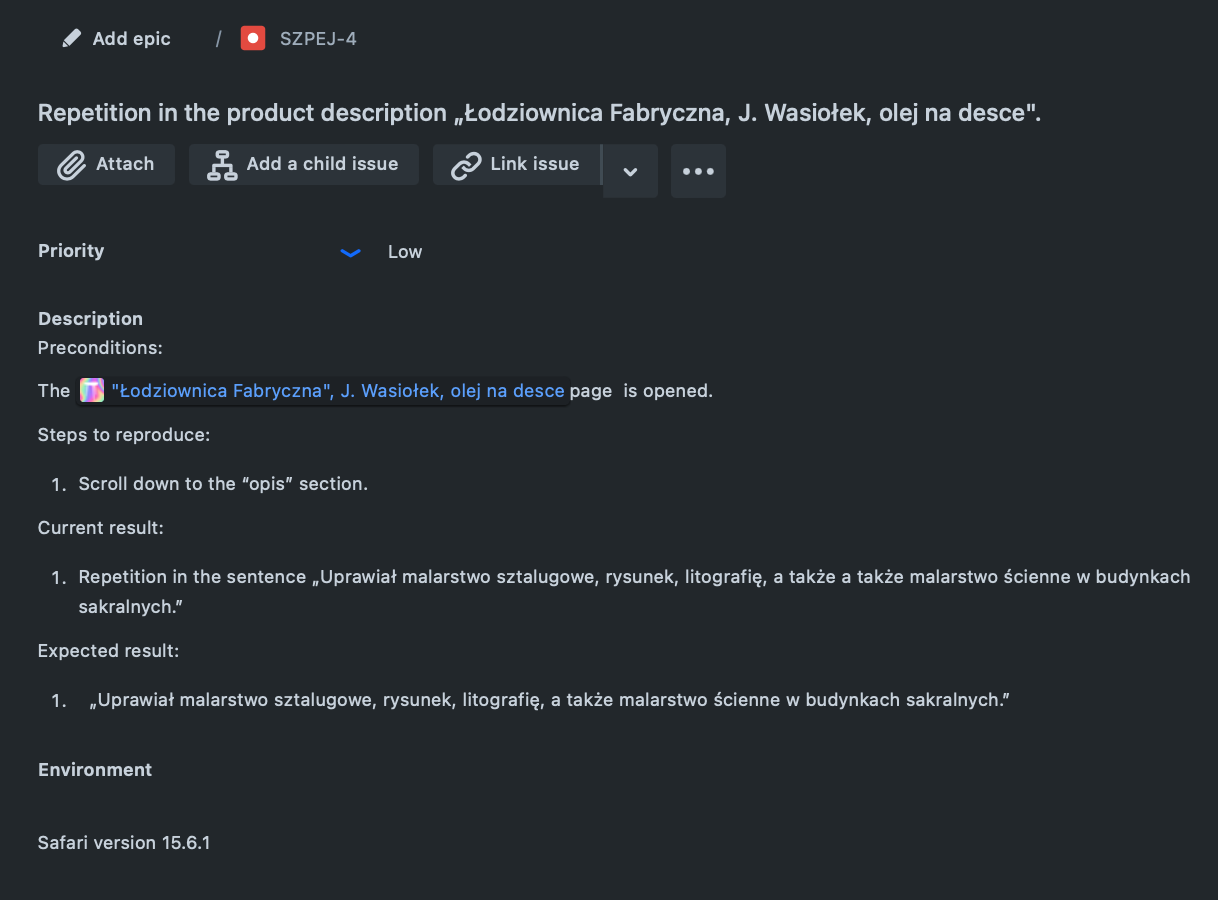 Add epic / SZPEJ-4
Repetition in the product description „Łodziownica Fabryczna, J. Wasiołek, olej na desce".
Attach Add a child issue Link issue
Priority Low
Description
Preconditions:
The "Łodziownica Fabryczna", J. Wasiołek, olej na desce page is opened.
Steps to reproduce:
1. Scroll down to the “opis” section.
Current result:
1. Repetition in the sentence „Uprawiał malarstwo sztalugowe, rysunek, litografię, a także a także malarstwo ścienne w budynkach
sakralnych.”
Expected result:
1. „Uprawiał malarstwo sztalugowe, rysunek, litografię, a także malarstwo ścienne w budynkach sakralnych.”
Environment
Safari version 15.6.1